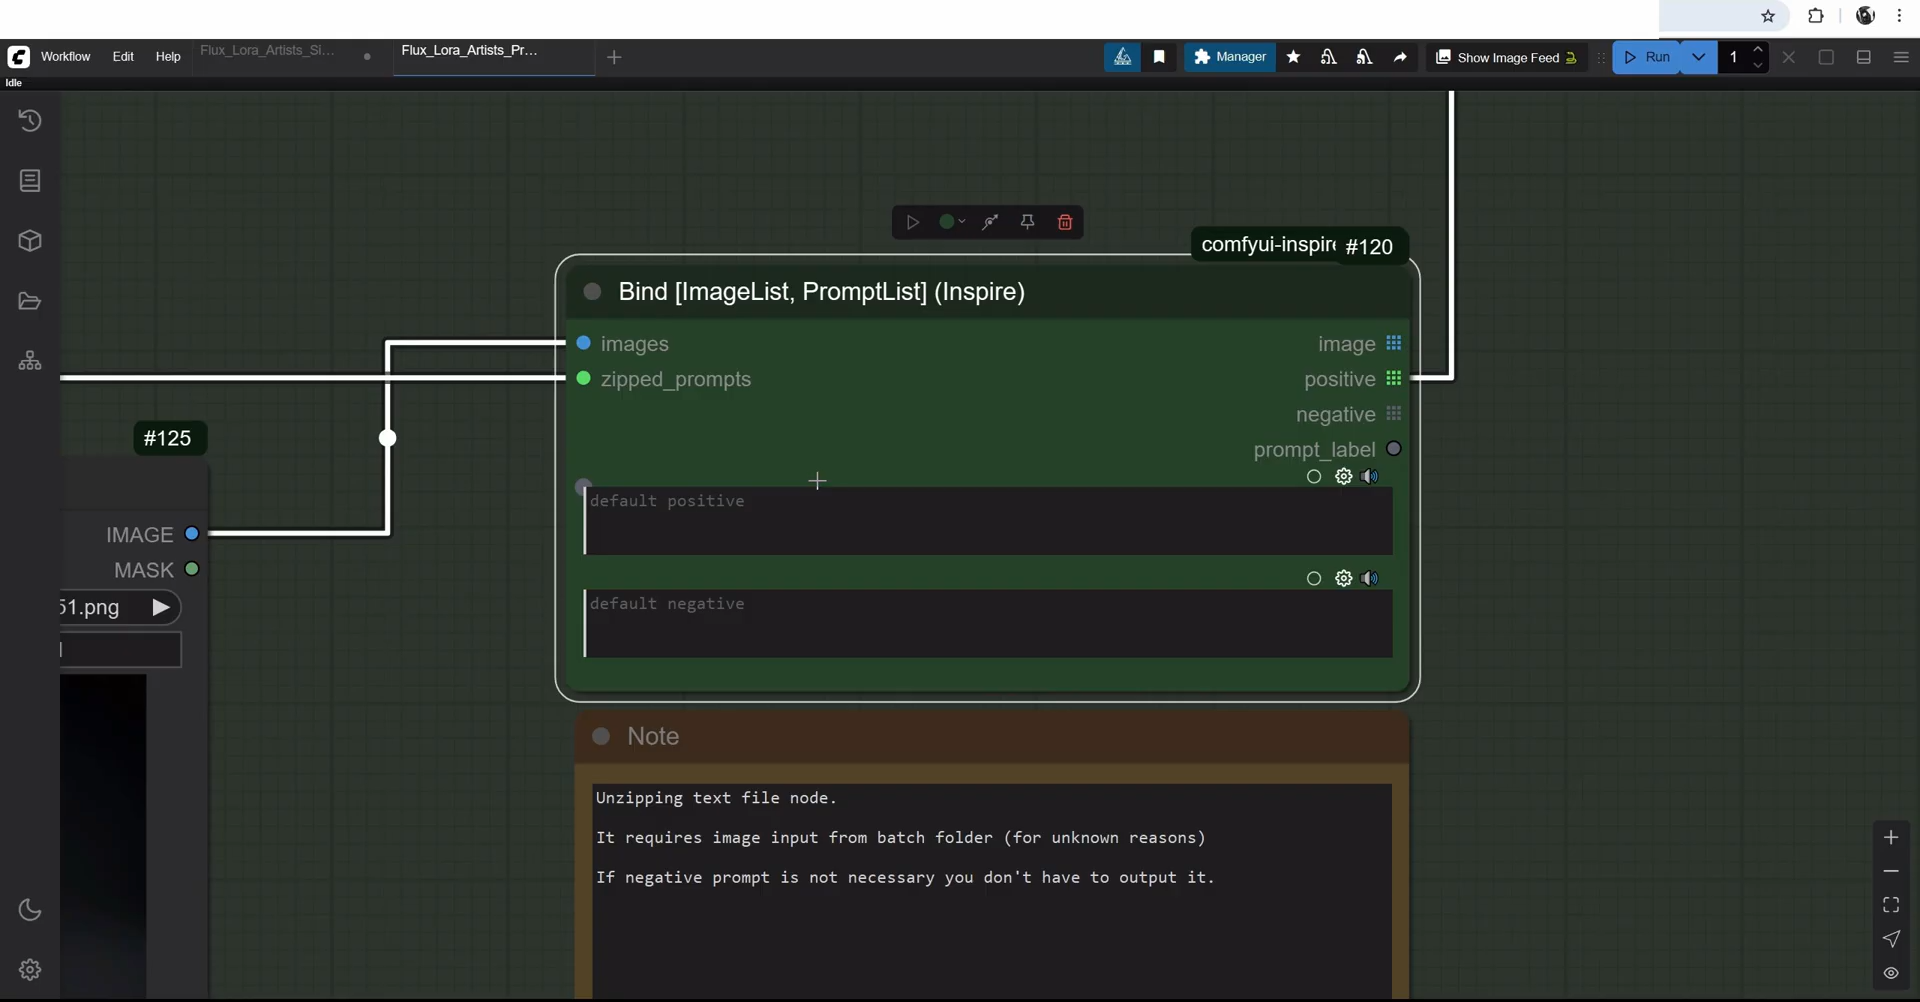 Workflow
Edit
Help
Flux_Lora_Artists_Si...
Flux_Lora_Artists_Pr...
Manager
Show Image Feed
Run
1
Idle
comfyui-inspire
#120
Bind [ImageList, PromptList] (Inspire)
images
image
zipped_prompts
positive
negative
#125
prompt_label
default positive
IMAGE
MASK
51.png
default negative
Note
Unzipping text file node.
It requires image input from batch folder (for unknown reasons)
If negative prompt is not necessary you don't have to output it.